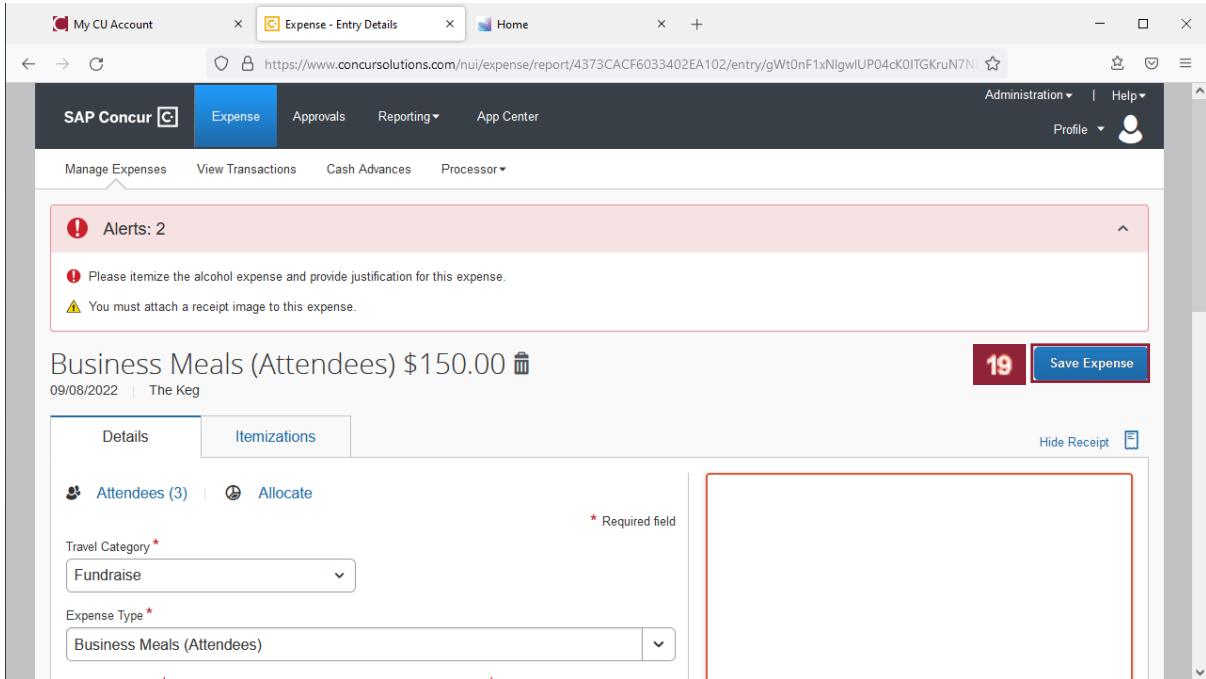 My CU Account
Expense - Entry Details
Home
https://www.concursolutions.com/nui/expense/report/4373CACF6033402EA102/entry/gWt0nF1xNlgwlUP04cK0ITGKruN7N
Administration | Help
SAP Concur C Expense Approvals Reporting App Center
Profile
Manage Expenses View Transactions Cash Advances Processor
Alerts: 2
Please itemize the alcohol expense and provide justification for this expense.
You must attach a receipt image to this expense.
Business Meals (Attendees) $150.00
19 Save Expense
09/08/2022 | The Keg
Details Itemizations
Hide Receipt
Attendees (3) | Allocate
* Required field
Travel Category *
Fundraise
Expense Type *
Business Meals (Attendees)